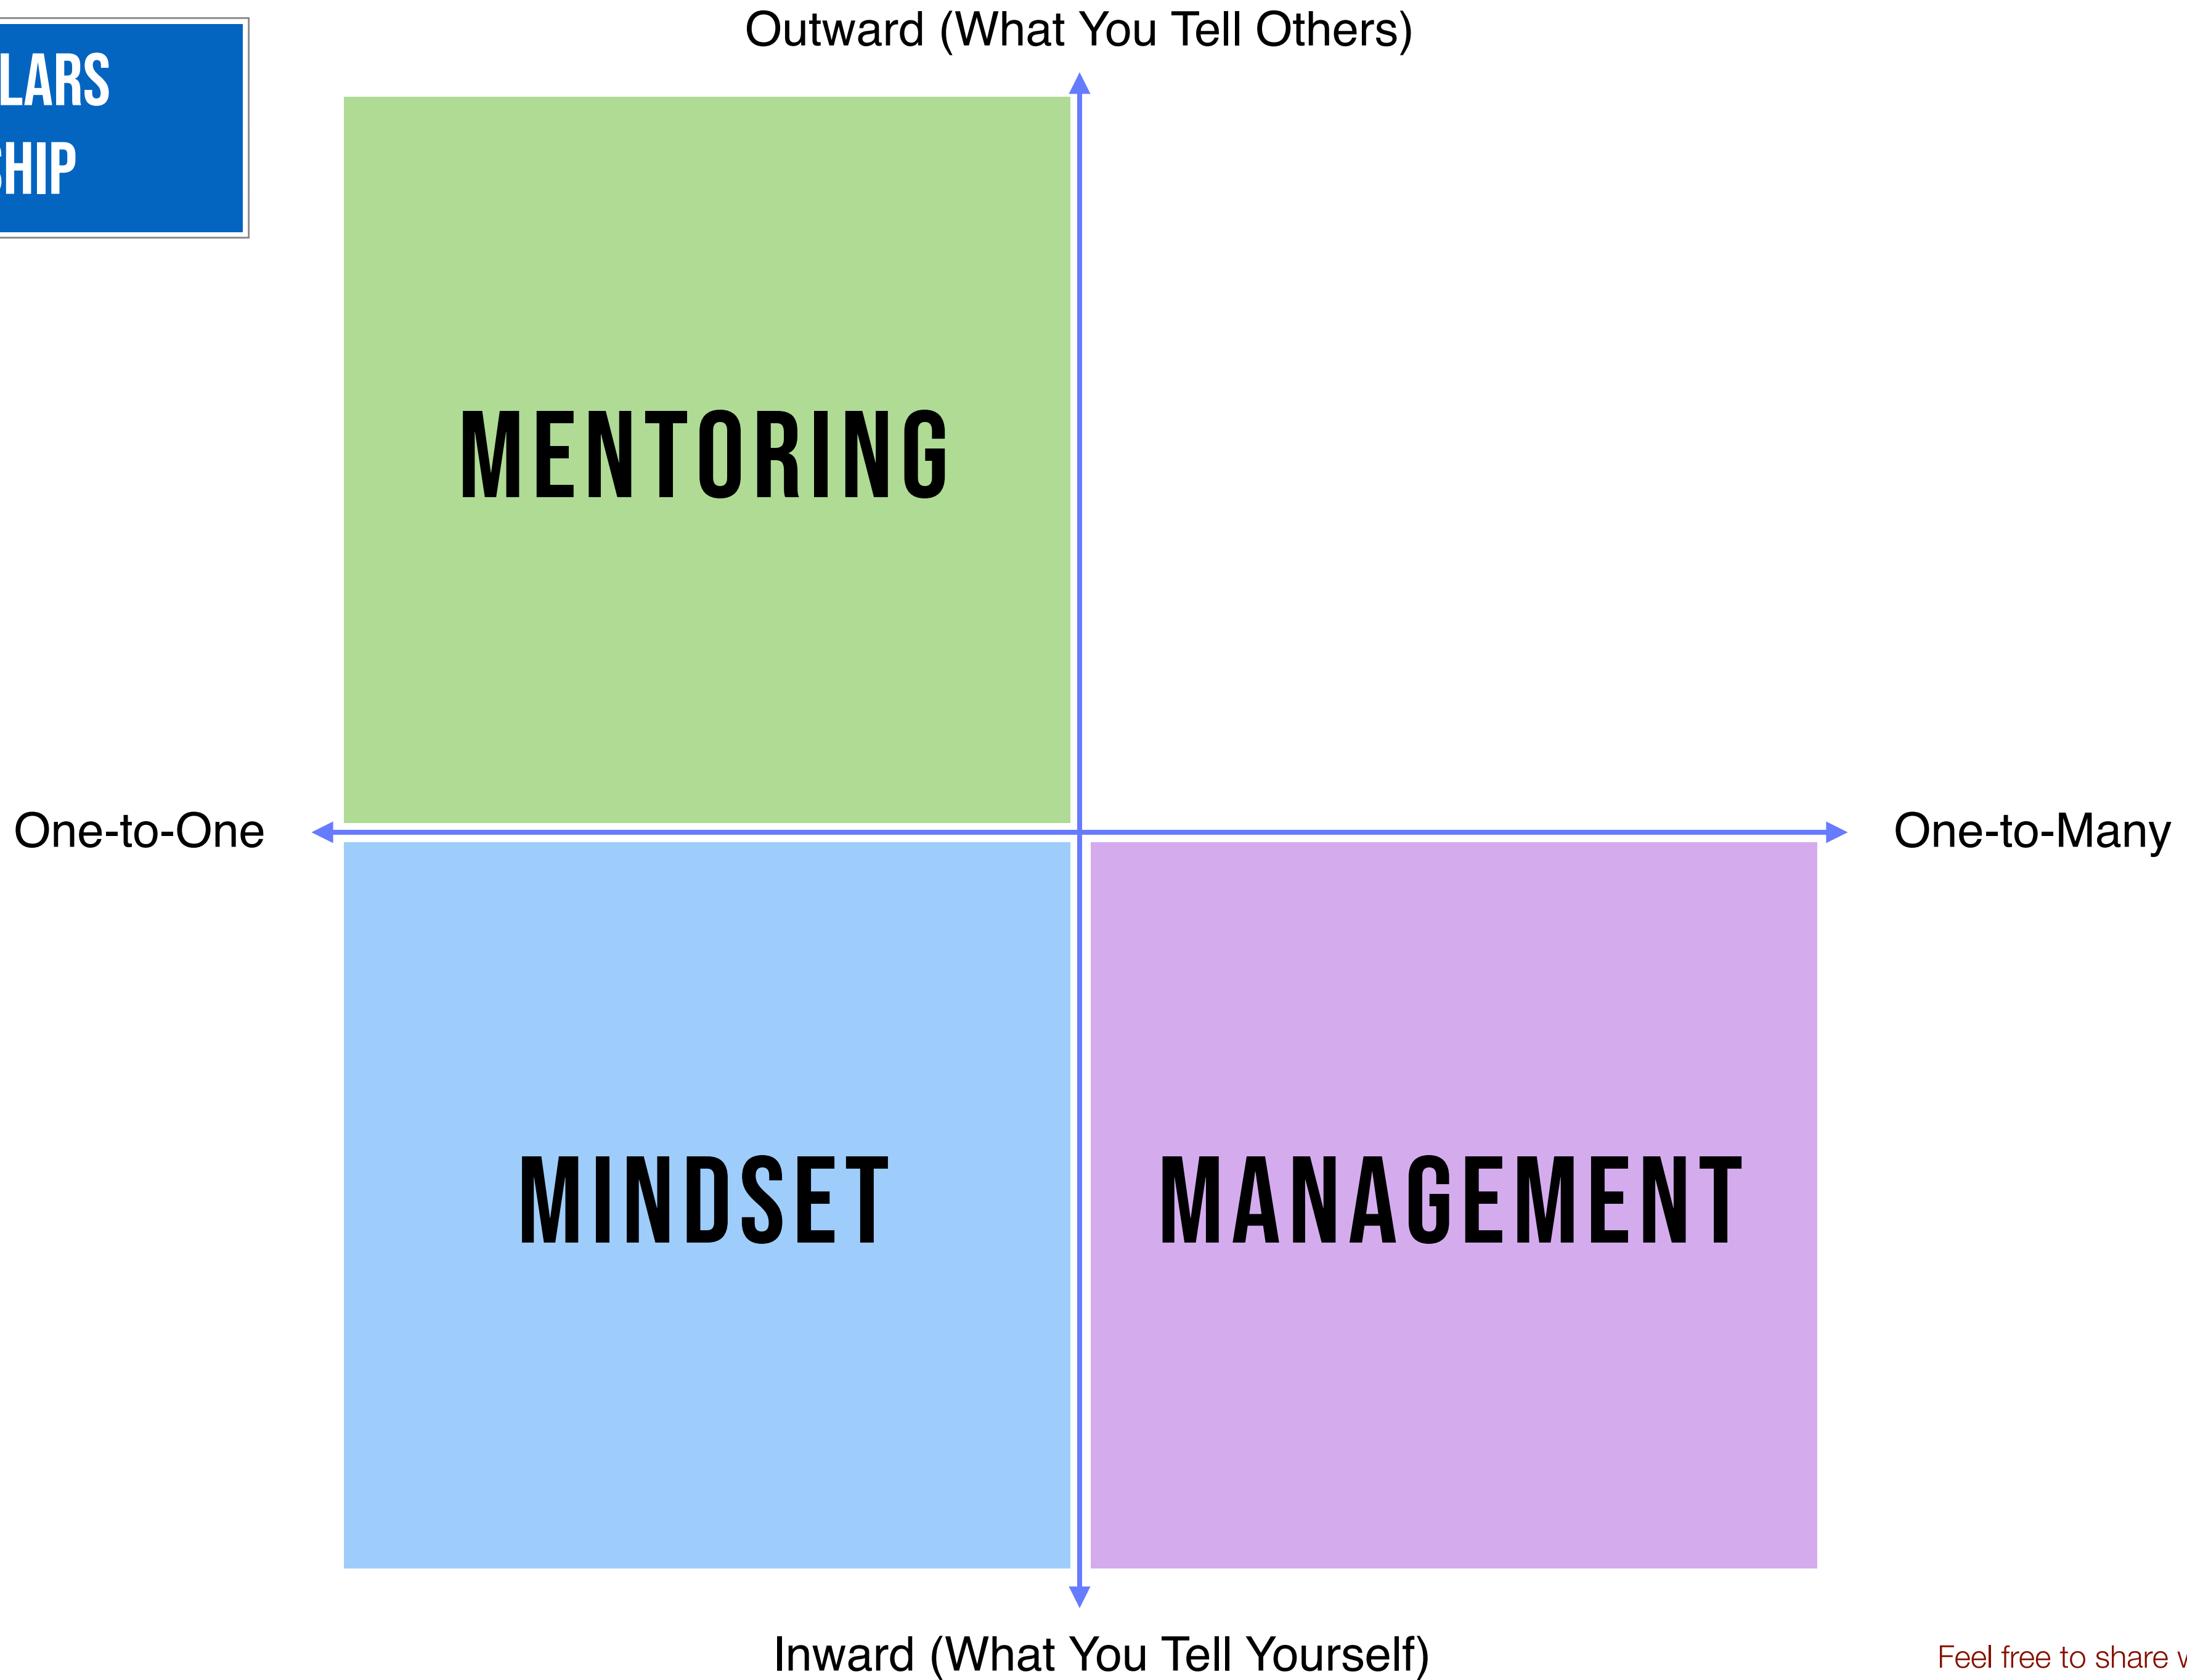 LARS
SHIP
Outward (What You Tell Others)
MENTORING
One-to-One
One-to-Many
MINDSET
MANAGEMENT
Inward (What You Tell Yourself)
Feel free to share